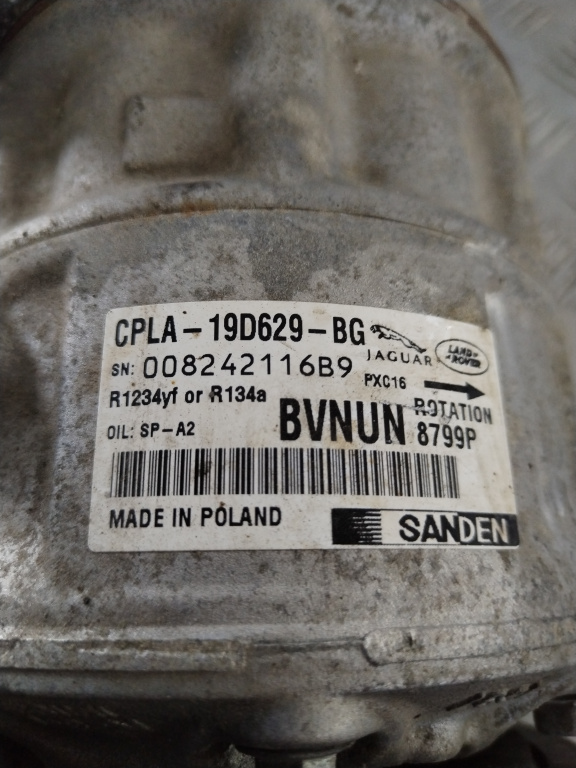 CPLA-19D629-BG
JAGUAR
LAND ROVER
SN: 008242116B9
PXC16
R1234yf or R134a
ROTATION
OIL: SP-A2
BVNUN
8799P
MADE IN POLAND
SANDEN